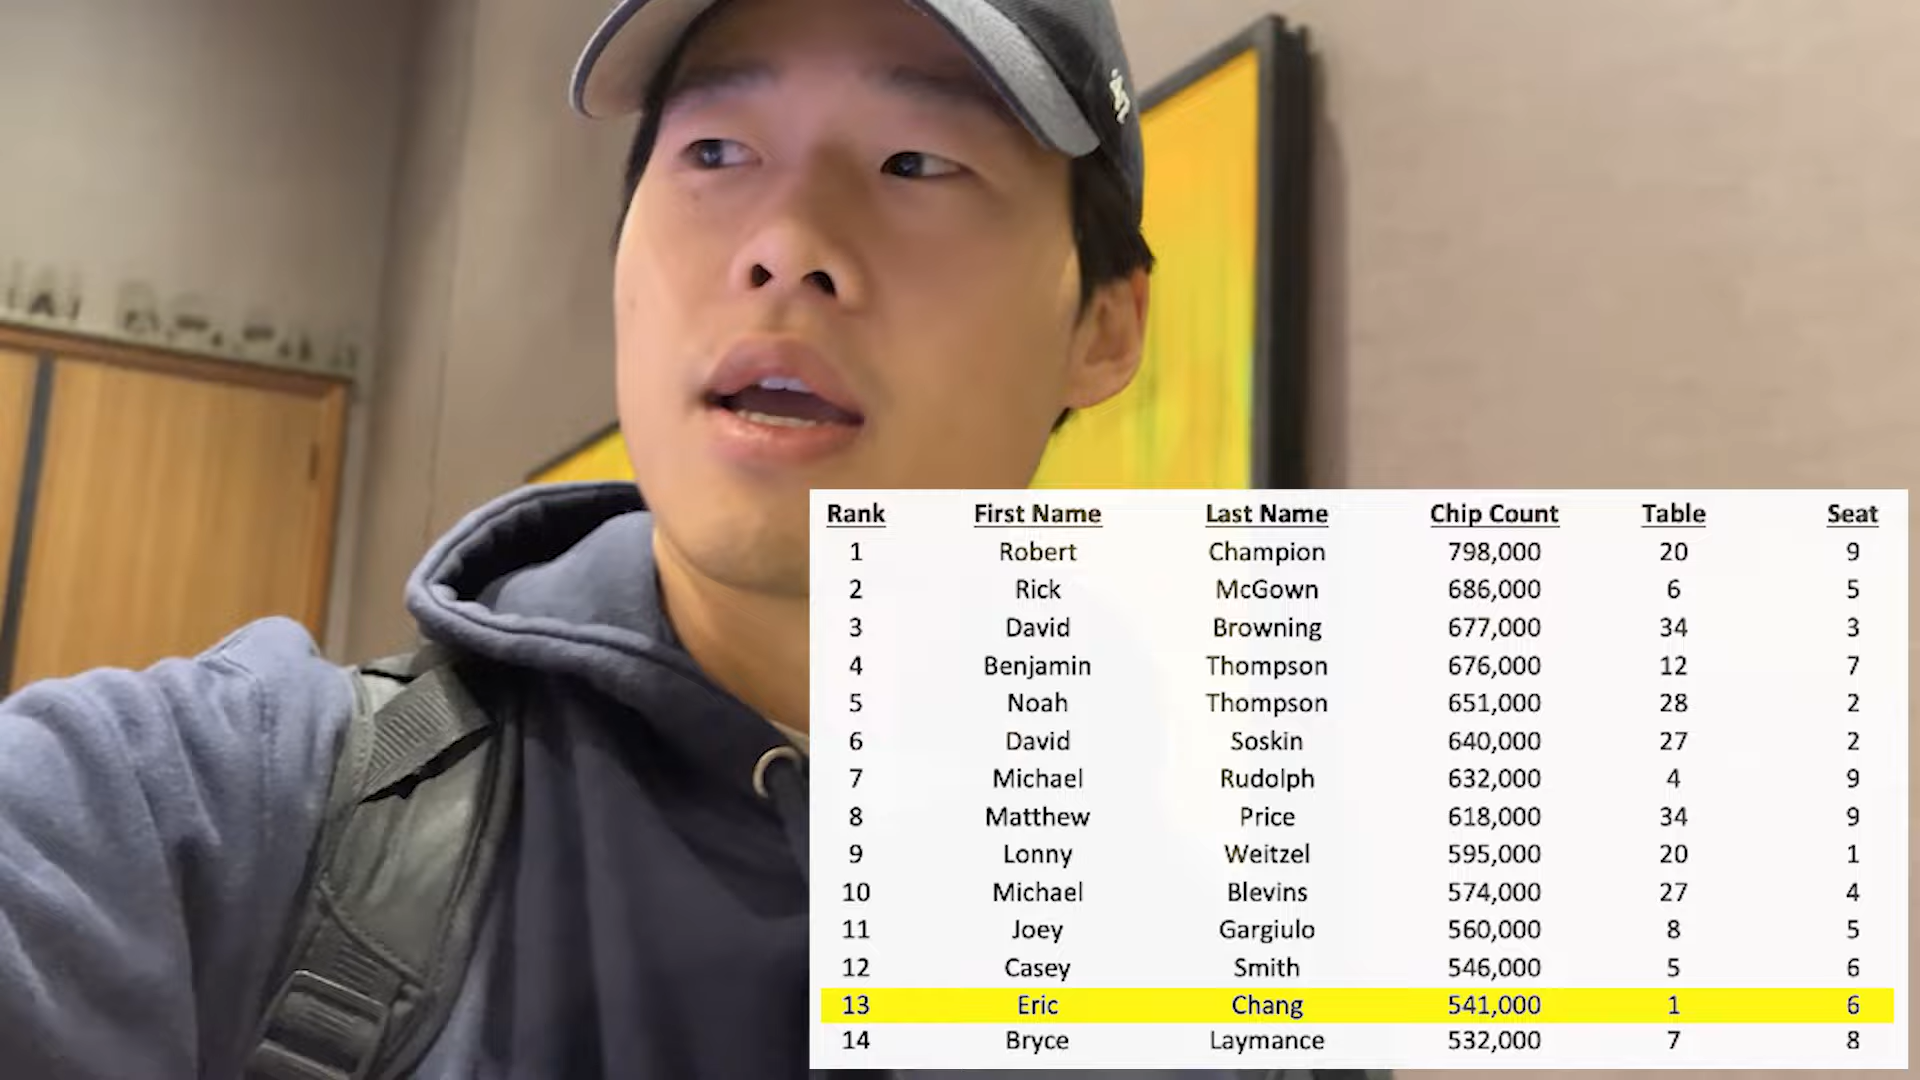 Rank First Name Last Name Chip Count Table Seat
1 Robert Champion 798,000 20 9
2 Rick McGown 686,000 6 5
3 David Browning 677,000 34 3
4 Benjamin Thompson 676,000 12 7
5 Noah Thompson 651,000 28 2
6 David Soskin 640,000 27 2
7 Michael Rudolph 632,000 4 9
8 Matthew Price 618,000 34 9
9 Lonny Weitzel 595,000 20 1
10 Michael Blevins 574,000 27 4
11 Joey Gargiulo 560,000 8 5
12 Casey Smith 546,000 5 6
13 Eric Chang 541,000 1 6
14 Bryce Laymance 532,000 7 8